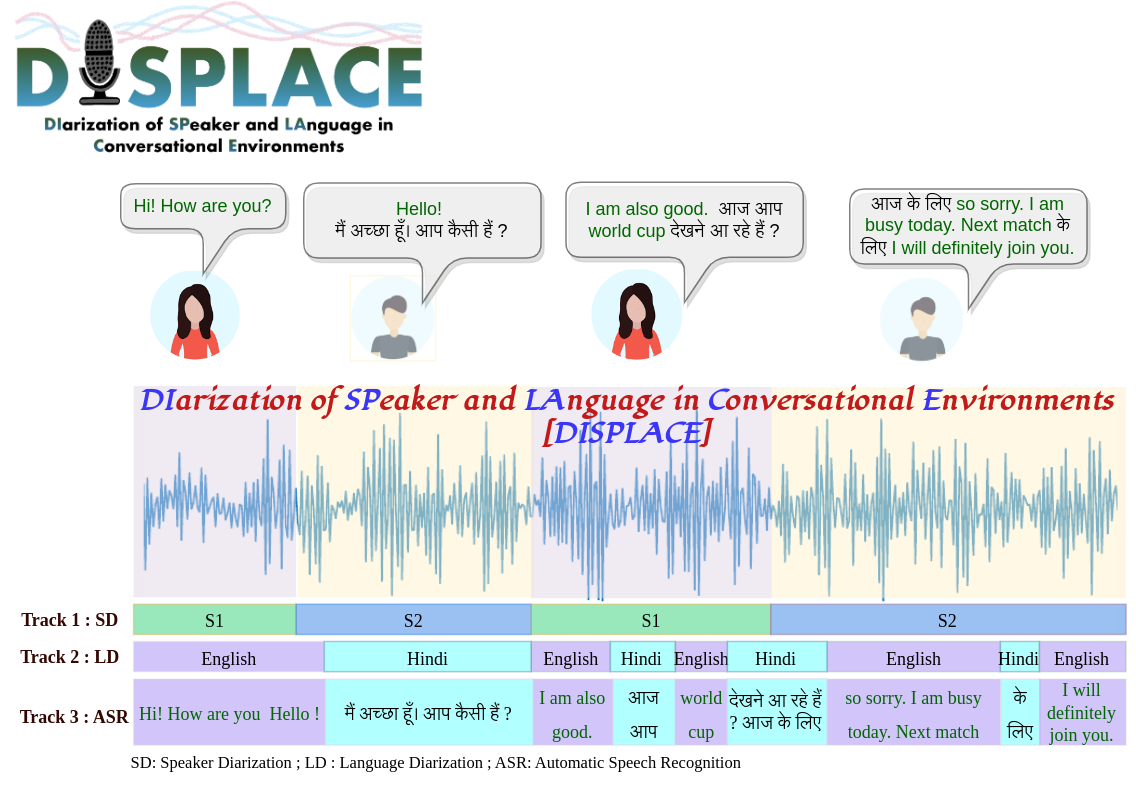 DISPLACE
DIarization of SPeaker and LAnguage in
Conversational Environments
Hi! How are you?
Hello!
मैं अच्छा हूँ। आप कैसी हैं ?
I am also good. आज आप
world cup देखने आ रहे हैं ?
आज के लिए so sorry. I am
busy today. Next match के
लिए I will definitely join you.
DIarization of SPeaker and LAnguage in Conversational Environments
[DISPLACE]
Track 1 : SD S1 S2 S1 S2
Track 2 : LD English Hindi English Hindi English Hindi English Hindi English
Track 3 : ASR
Hi! How are you Hello !
मैं अच्छा हूँ। आप कैसी हैं ?
I am also
good.
आज
आप
world
cup
देखने आ रहे हैं
? आज के लिए
so sorry. I am busy
today. Next match
के
लिए
I will
definitely
join you.
SD: Speaker Diarization ; LD : Language Diarization ; ASR: Automatic Speech Recognition